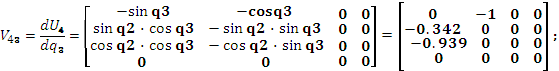 V₄₃ = dU₄/dq₃ = [−sin q3 −cosq3 0 0
sin q2 · cos q3 − sin q2 · sin q3 0 0
cos q2 · cos q3 − cos q2 · sin q3 0 0
0 0 0 0] = [0 −1 0 0
−0.342 0 0 0
−0.939 0 0 0
0 0 0 0] ;